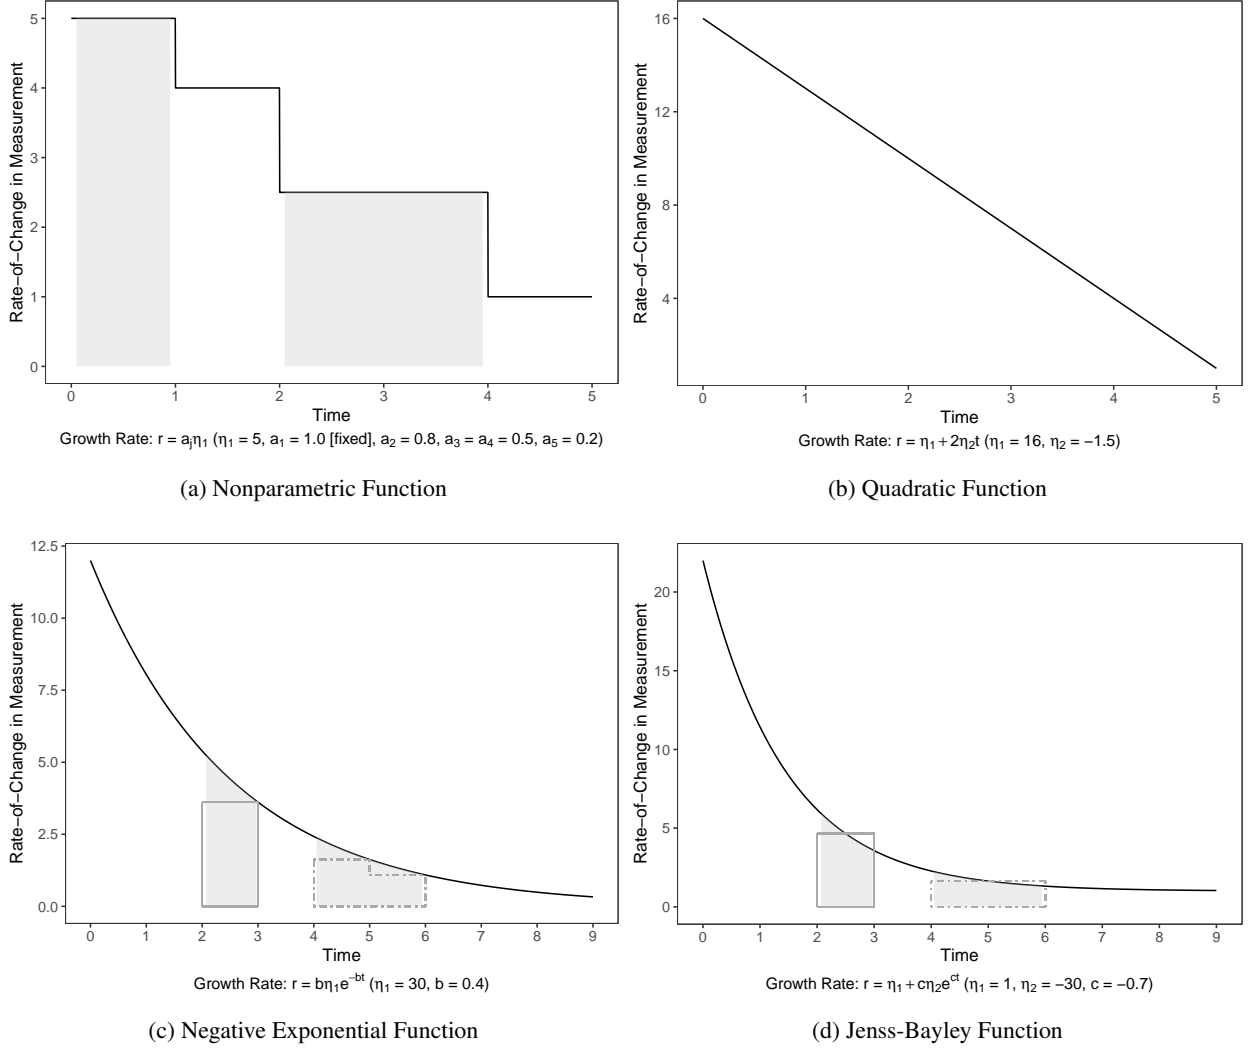 Rate−of−Change in Measurement
5
4
3
2
1
0
0 1 2 3 4 5
Time
Growth Rate: r = ajη1 (η1 = 5, a1 = 1.0 [fixed], a2 = 0.8, a3 = a4 = 0.5, a5 = 0.2)
(a) Nonparametric Function
Rate−of−Change in Measurement
16
12
8
4
0 1 2 3 4 5
Time
Growth Rate: r = η1 + 2η2t (η1 = 16, η2 = −1.5)
(b) Quadratic Function
Rate−of−Change in Measurement
12.5
10.0
7.5
5.0
2.5
0.0
0 1 2 3 4 5 6 7 8 9
Time
Growth Rate: r = bη1e^−bt (η1 = 30, b = 0.4)
(c) Negative Exponential Function
Rate−of−Change in Measurement
20
15
10
5
0
0 1 2 3 4 5 6 7 8 9
Time
Growth Rate: r = η1 + cη2e^ct (η1 = 1, η2 = −30, c = −0.7)
(d) Jenss-Bayley Function